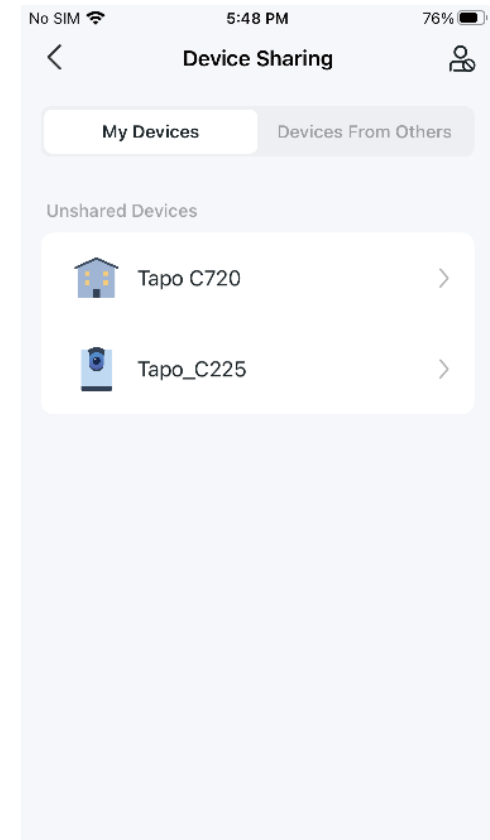 No SIM 5:48 PM 76%
Device Sharing
My Devices Devices From Others
Unshared Devices
Tapo C720
Tapo_C225